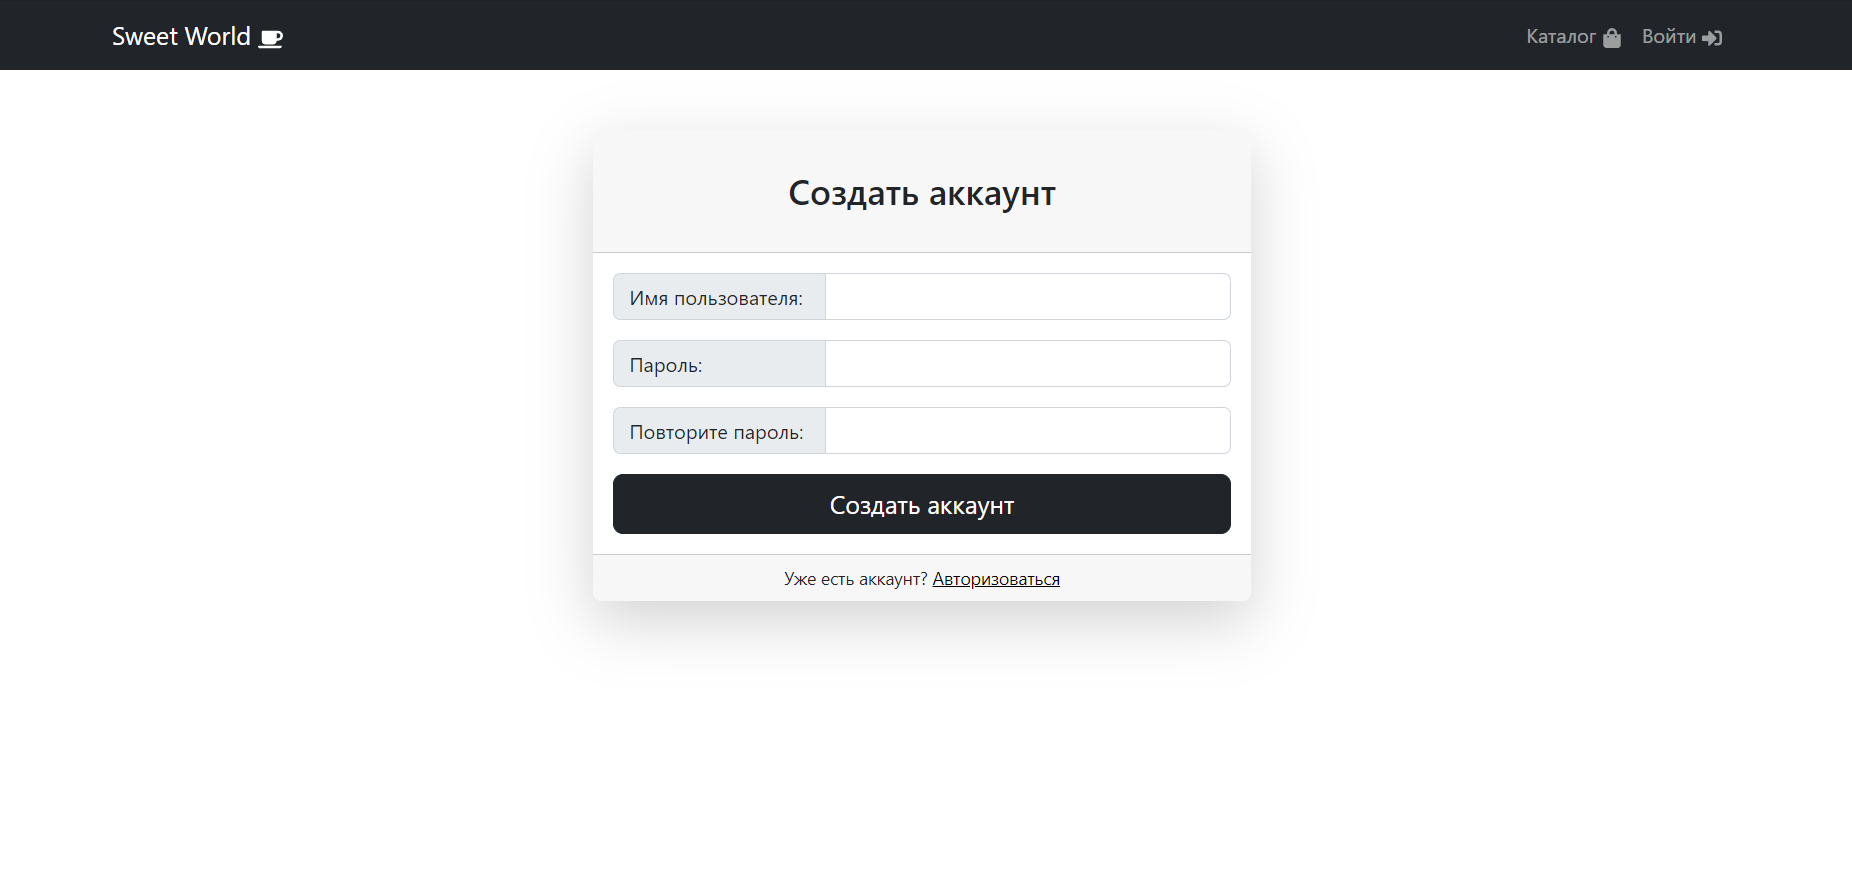 Sweet World
Каталог
Войти
Создать аккаунт
Имя пользователя:
Пароль:
Повторите пароль:
Создать аккаунт
Уже есть аккаунт? Авторизоваться